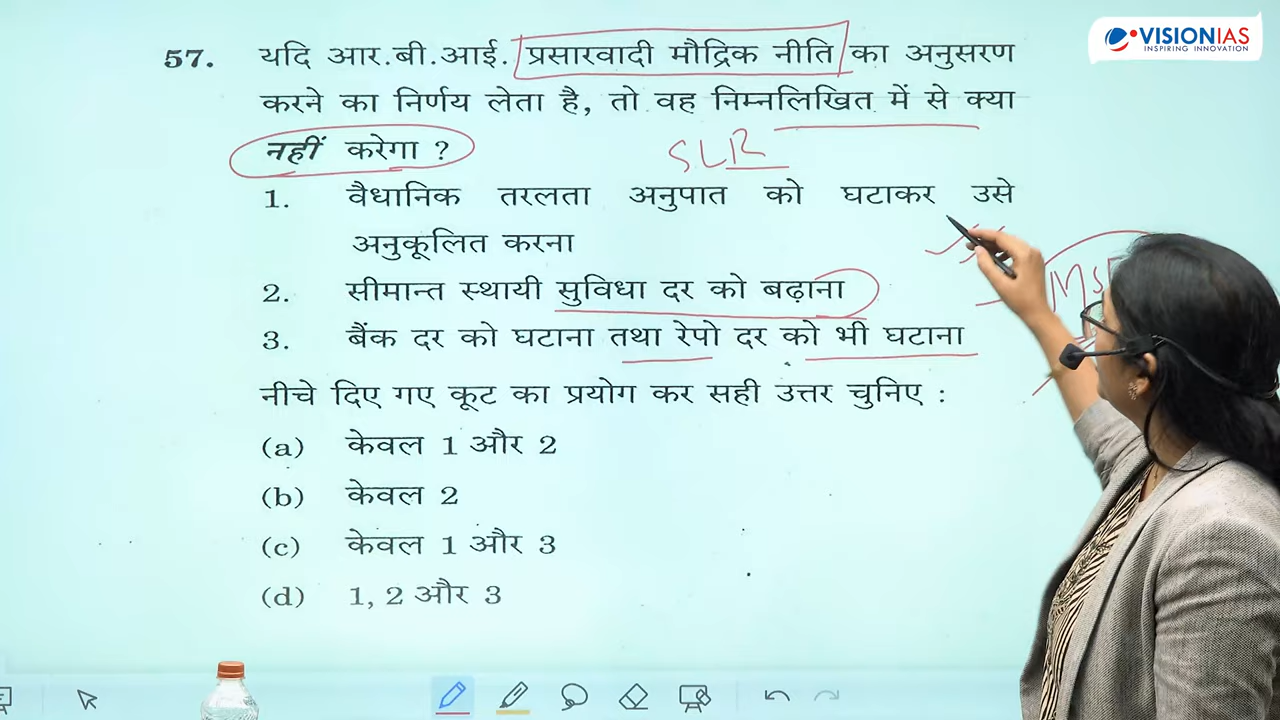 VISIONIAS
INSPIRING INNOVATION
57. यदि आर.बी.आई. प्रसारवादी मौद्रिक नीति का अनुसरण
करने का निर्णय लेता है, तो वह निम्नलिखित में से क्या
नहीं करेगा ?
SLR
1. वैधानिक तरलता अनुपात को घटाकर उसे
अनुकूलित करना
2. सीमान्त स्थायी सुविधा दर को बढ़ाना
3. बैंक दर को घटाना तथा रेपो दर को भी घटाना
नीचे दिए गए कूट का प्रयोग कर सही उत्तर चुनिए :
(a) केवल 1 और 2
(b) केवल 2
(c) केवल 1 और 3
(d) 1, 2 और 3